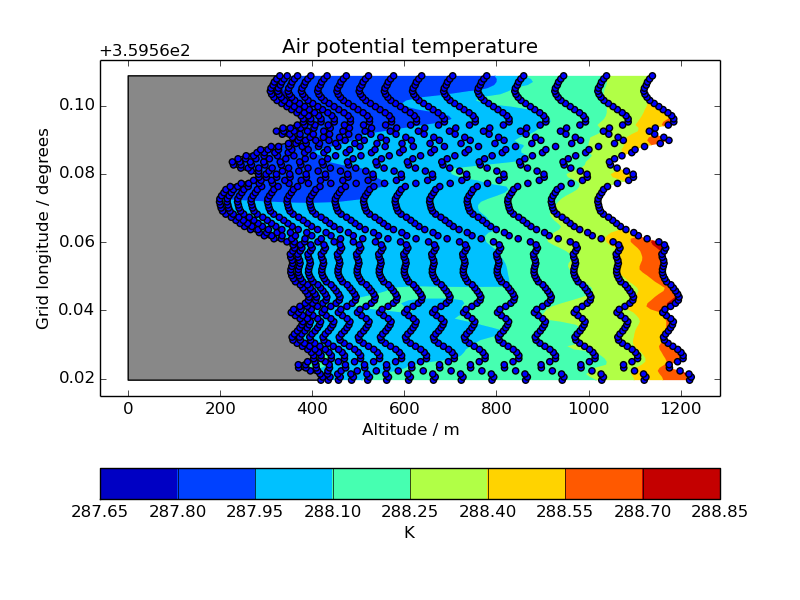 Air potential temperature
+3.5956e2
0.10
0.08
0.06
0.04
0.02
Grid longitude / degrees
0 200 400 600 800 1000 1200
Altitude / m
287.65 287.80 287.95 288.10 288.25 288.40 288.55 288.70 288.85
K